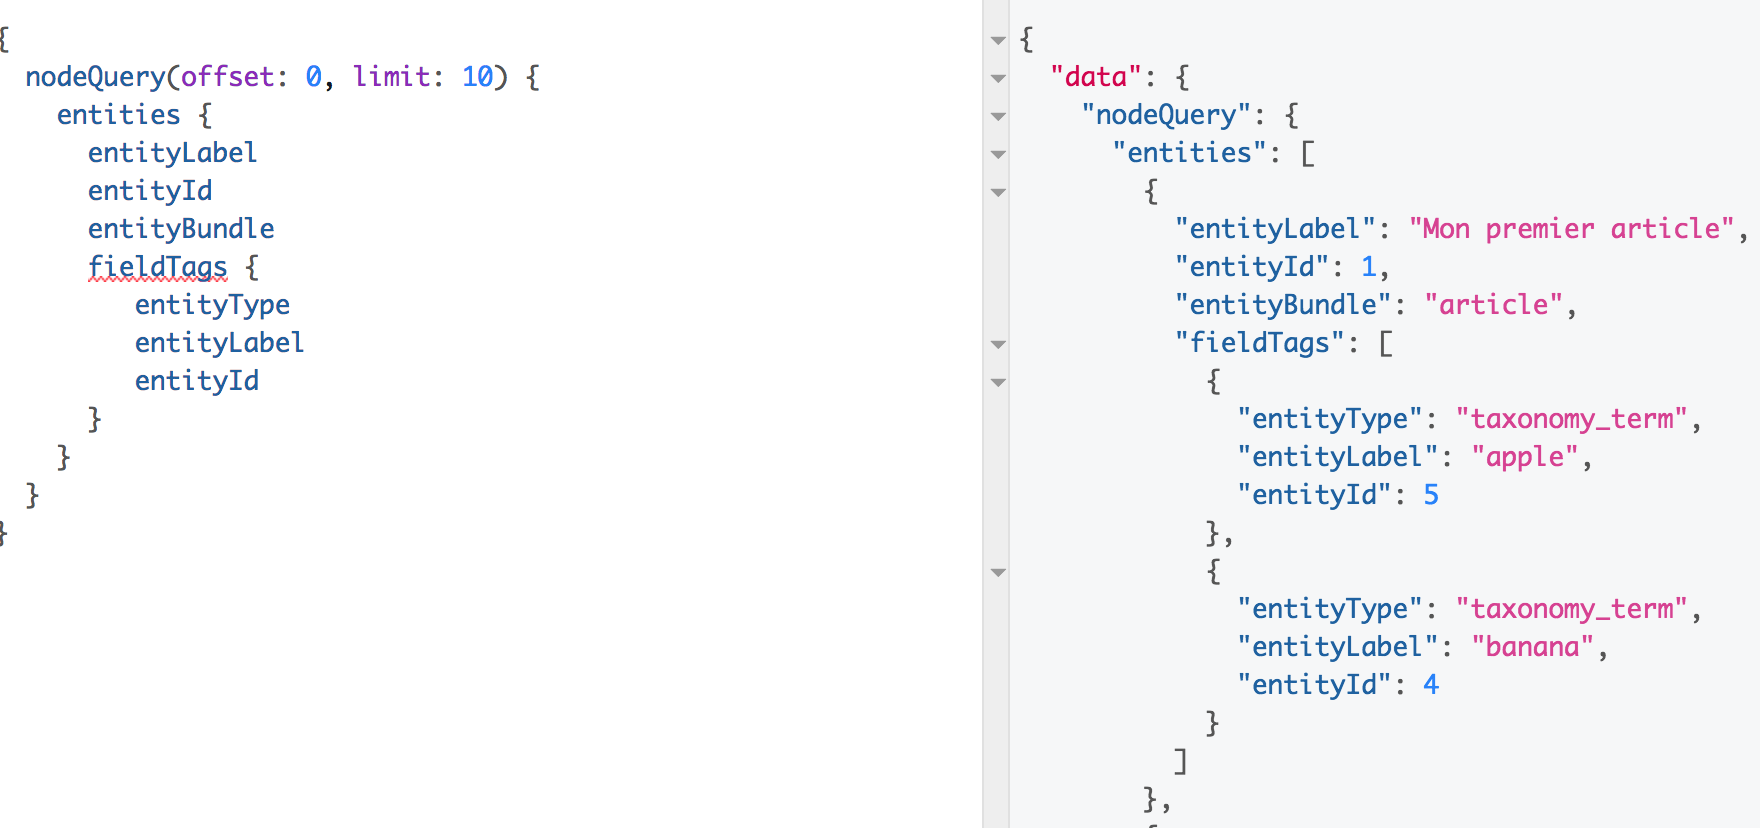 {
nodeQuery(offset: 0, limit: 10) {
entities {
entityLabel
entityId
entityBundle
fieldTags {
entityType
entityLabel
entityId
}
}
}
}
{
"data": {
"nodeQuery": {
"entities": [
{
"entityLabel": "Mon premier article",
"entityId": 1,
"entityBundle": "article",
"fieldTags": [
{
"entityType": "taxonomy_term",
"entityLabel": "apple",
"entityId": 5
},
{
"entityType": "taxonomy_term",
"entityLabel": "banana",
"entityId": 4
}
]
},